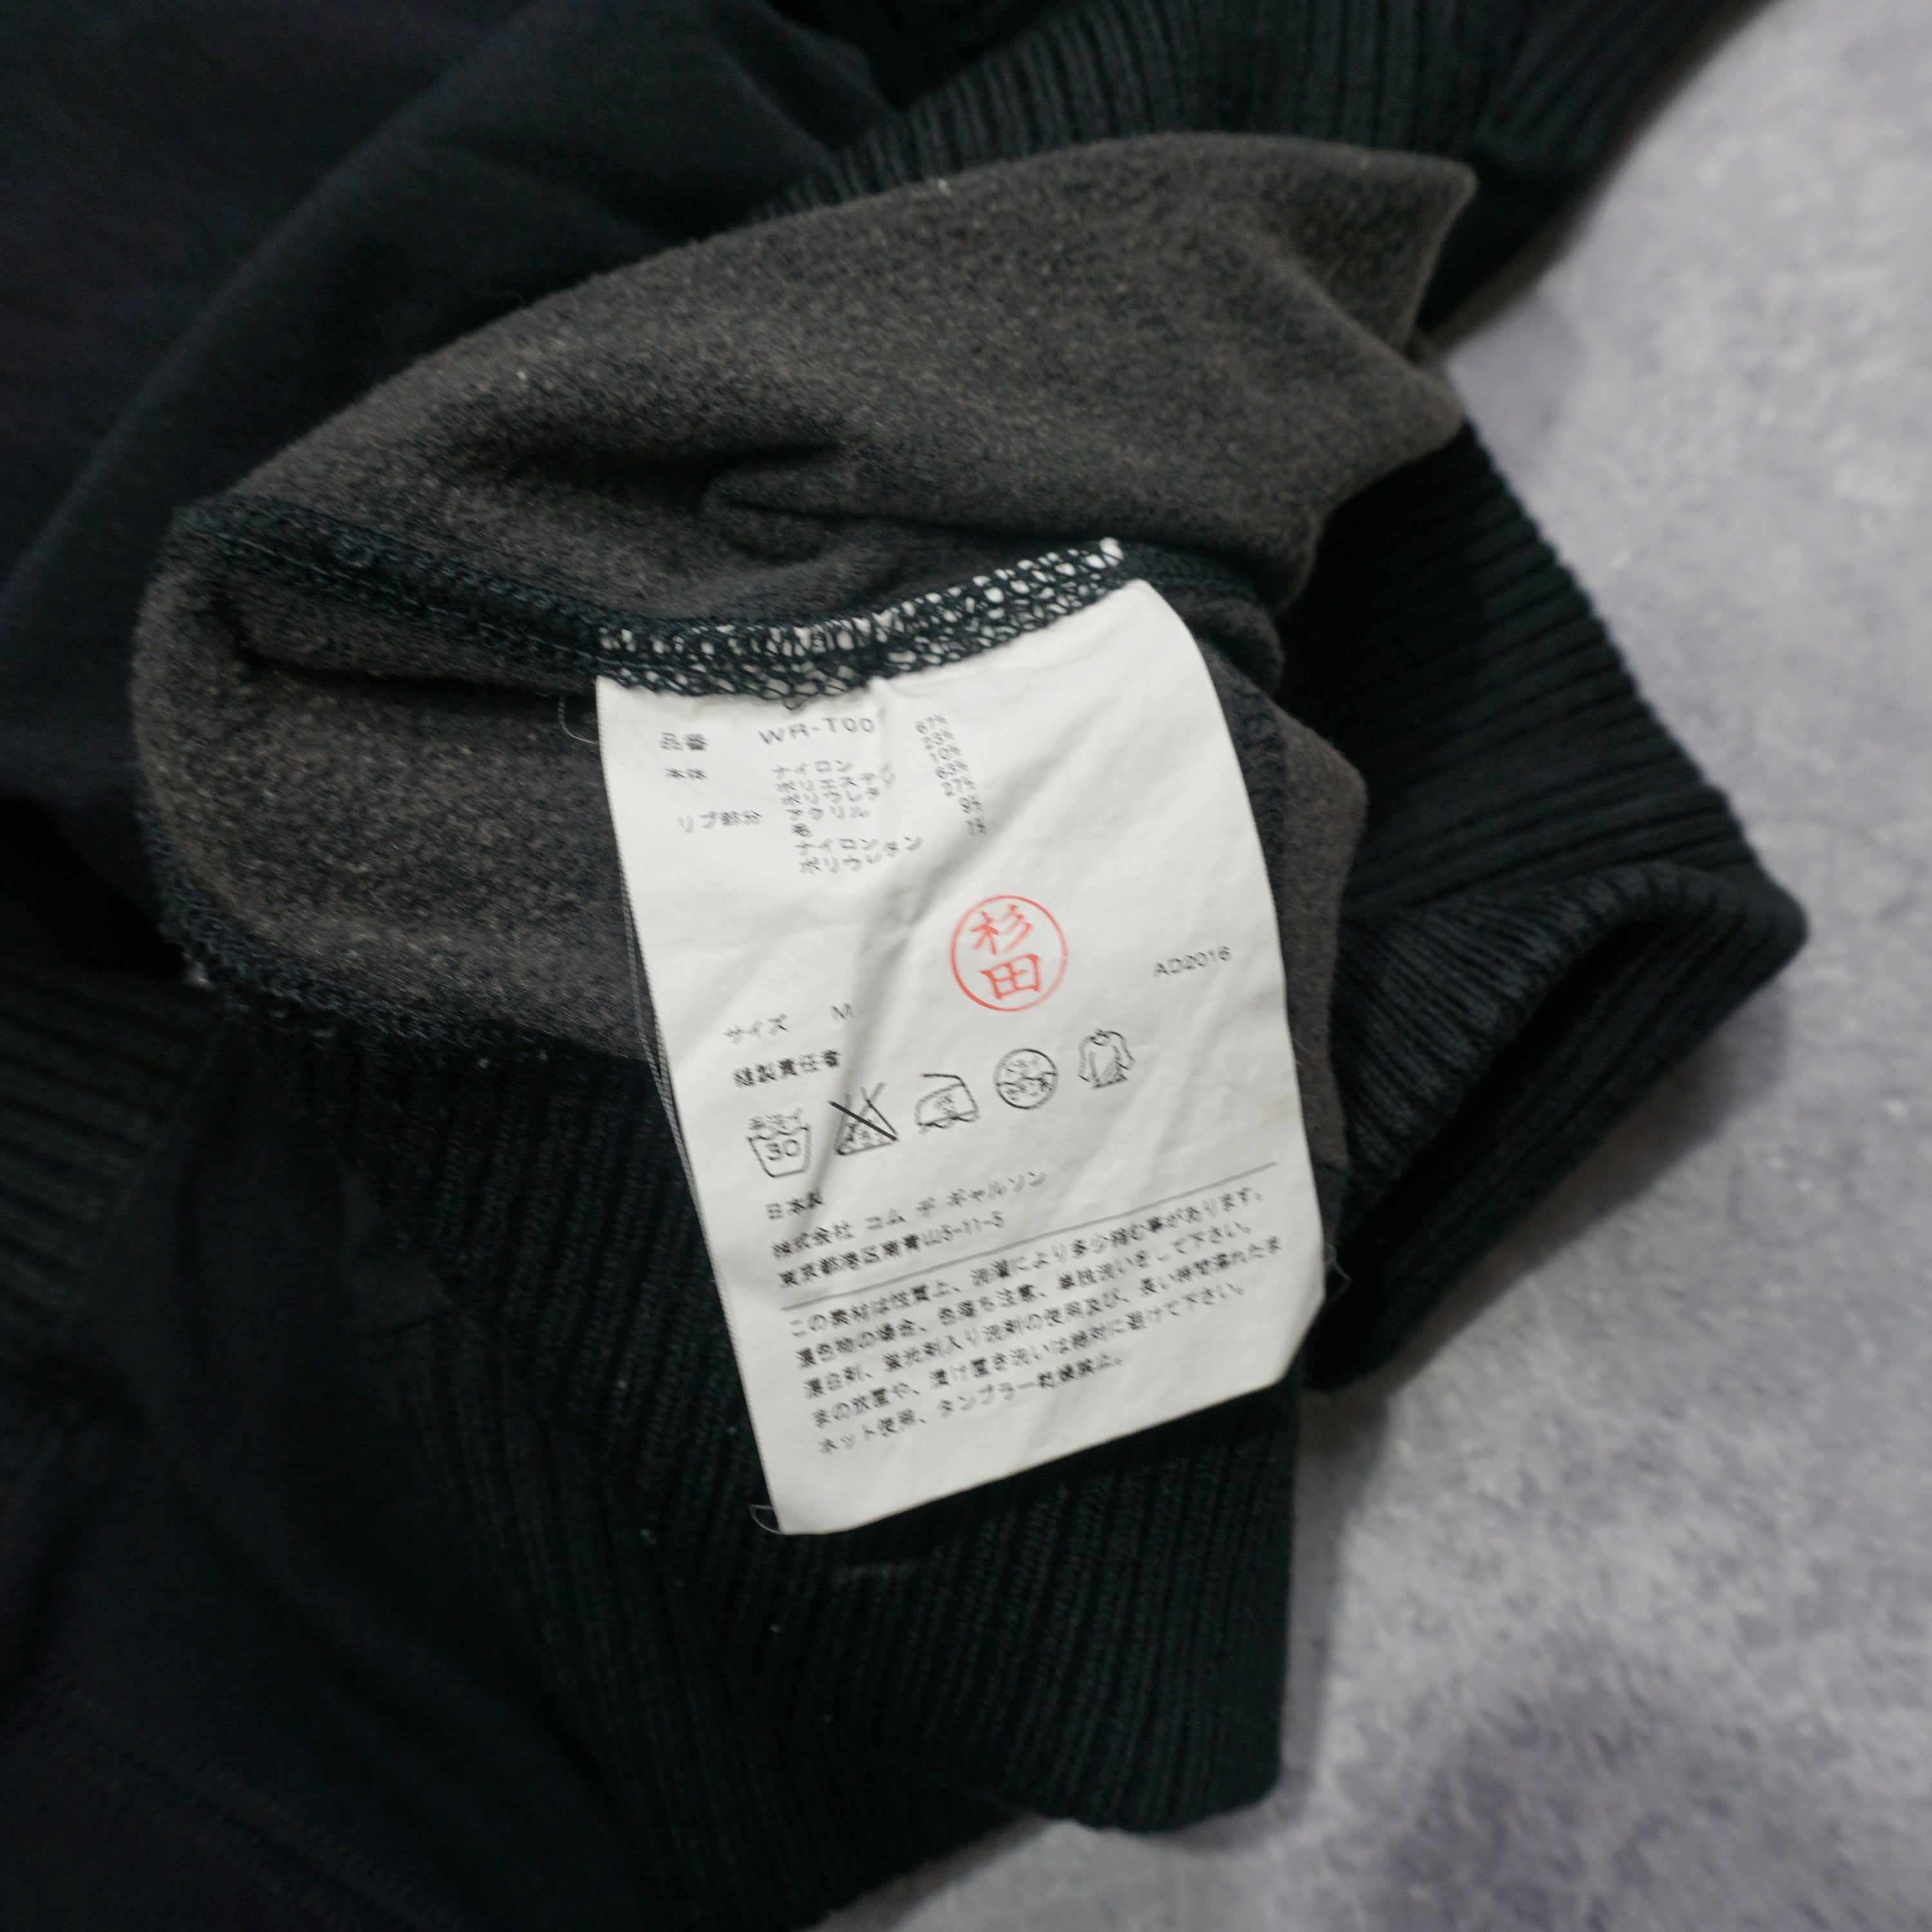 品番 WR-T001
本体 ナイロン 67%
ポリエステル 23%
ポリウレタン 10%
リブ部分 アクリル 63%
毛 27%
ナイロン 9%
ポリウレタン 1%
杉田
AD2016
サイズ M
縫製責任者
30
日本製
株式会社 コム デ ギャルソン
東京都港区南青山5-11-5
この素材は性質上、洗濯により多少縮む事があります。
濃色物の場合、色落ち注意、単独洗いをして下さい。
漂白剤、蛍光剤入り洗剤の使用及び、長い時間濡れたま
まの放置や、漬け置き洗いは絶対に避けて下さい。
ネット使用、タンブラー乾燥禁止。